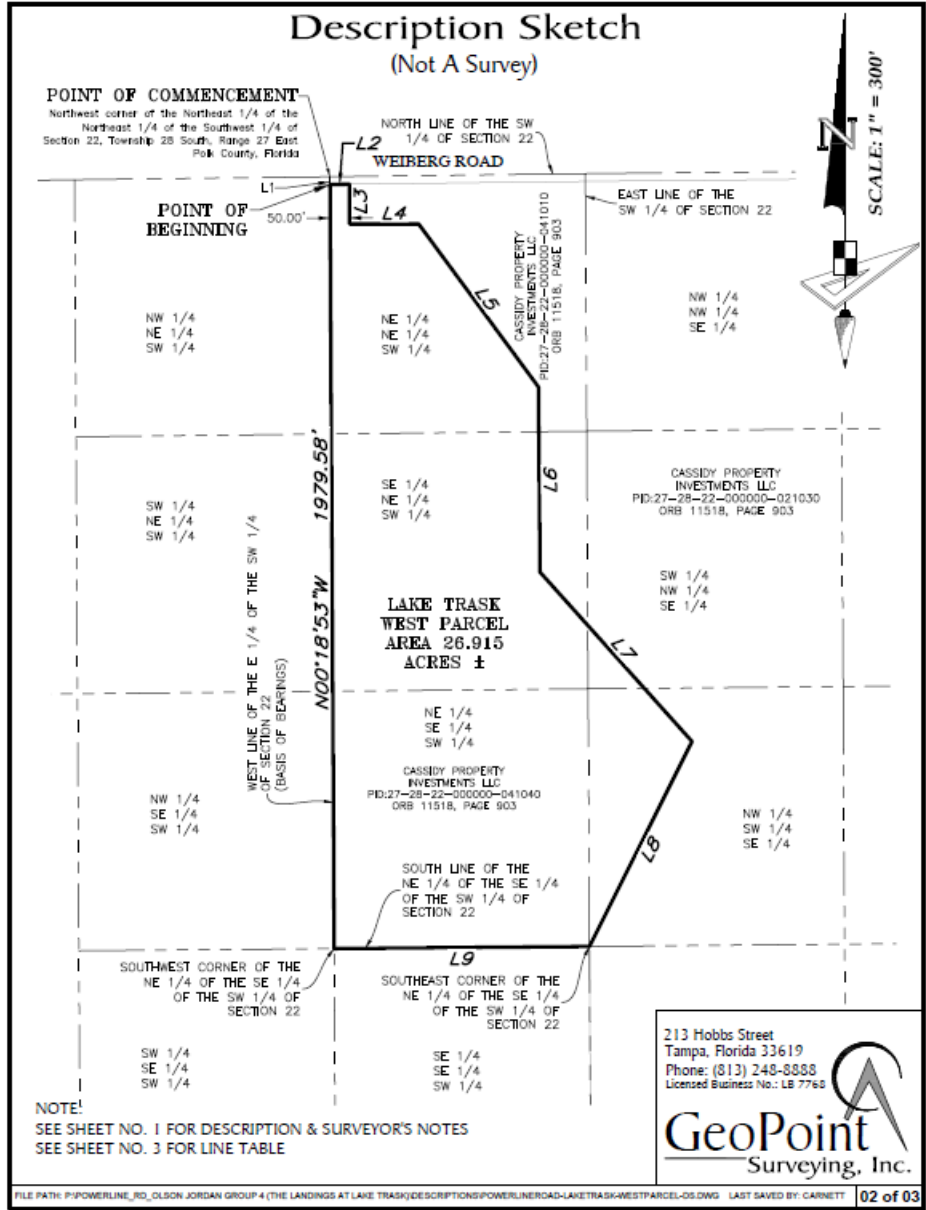 Description Sketch
(Not A Survey)
POINT OF COMMENCEMENT
Northwest corner of the Northeast 1/4 of the
Northeast 1/4 of the Southwest 1/4 of
Section 22, Township 28 South, Range 27 East
Polk County, Florida
NORTH LINE OF THE SW
1/4 OF SECTION 22
L2
WEIBERG ROAD
N
SCALE: 1" = 300'
L1
POINT OF
BEGINNING
50.00'
L3
L4
EAST LINE OF THE
SW 1/4 OF SECTION 22
CASSIDY PROPERTY
INVESTMENTS LLC
PID:27-28-22-000000-041010
ORB 11518, PAGE 903
L5
NW 1/4
NE 1/4
SW 1/4
NE 1/4
NE 1/4
SW 1/4
NW 1/4
NW 1/4
SE 1/4
N00°18'53"W 1979.58'
L6
SW 1/4
NE 1/4
SW 1/4
SE 1/4
NE 1/4
SW 1/4
CASSIDY PROPERTY
INVESTMENTS LLC
PID:27-28-22-000000-021030
ORB 11518, PAGE 903
SW 1/4
NW 1/4
SE 1/4
WEST LINE OF THE E 1/4 OF THE SW 1/4
OF SECTION 22
(BASIS OF BEARINGS)
LAKE TRASK
WEST PARCEL
AREA 26.915
ACRES ±
L7
NE 1/4
SE 1/4
SW 1/4
CASSIDY PROPERTY
INVESTMENTS LLC
PID:27-28-22-000000-041040
ORB 11518, PAGE 903
NW 1/4
SE 1/4
SW 1/4
NW 1/4
SW 1/4
SE 1/4
L8
SOUTH LINE OF THE
NE 1/4 OF THE SE 1/4
OF THE SW 1/4 OF
SECTION 22
L9
SOUTHWEST CORNER OF THE
NE 1/4 OF THE SE 1/4
OF THE SW 1/4 OF
SECTION 22
SOUTHEAST CORNER OF THE
NE 1/4 OF THE SE 1/4
OF THE SW 1/4 OF
SECTION 22
SW 1/4
SE 1/4
SW 1/4
SE 1/4
SE 1/4
SW 1/4
213 Hobbs Street
Tampa, Florida 33619
Phone: (813) 248-8888
Licensed Business No.: LB 7768
GeoPoint
Surveying, Inc.
NOTE:
SEE SHEET NO. 1 FOR DESCRIPTION & SURVEYOR'S NOTES
SEE SHEET NO. 3 FOR LINE TABLE
FILE PATH: P:\POWERLINE_RD_OLSON JORDAN GROUP 4 (THE LANDINGS AT LAKE TRASK)\DESCRIPTIONS\POWERLINEROAD-LAKETRASK-WESTPARCEL-DS.DWG LAST SAVED BY: CARNETT
02 of 03